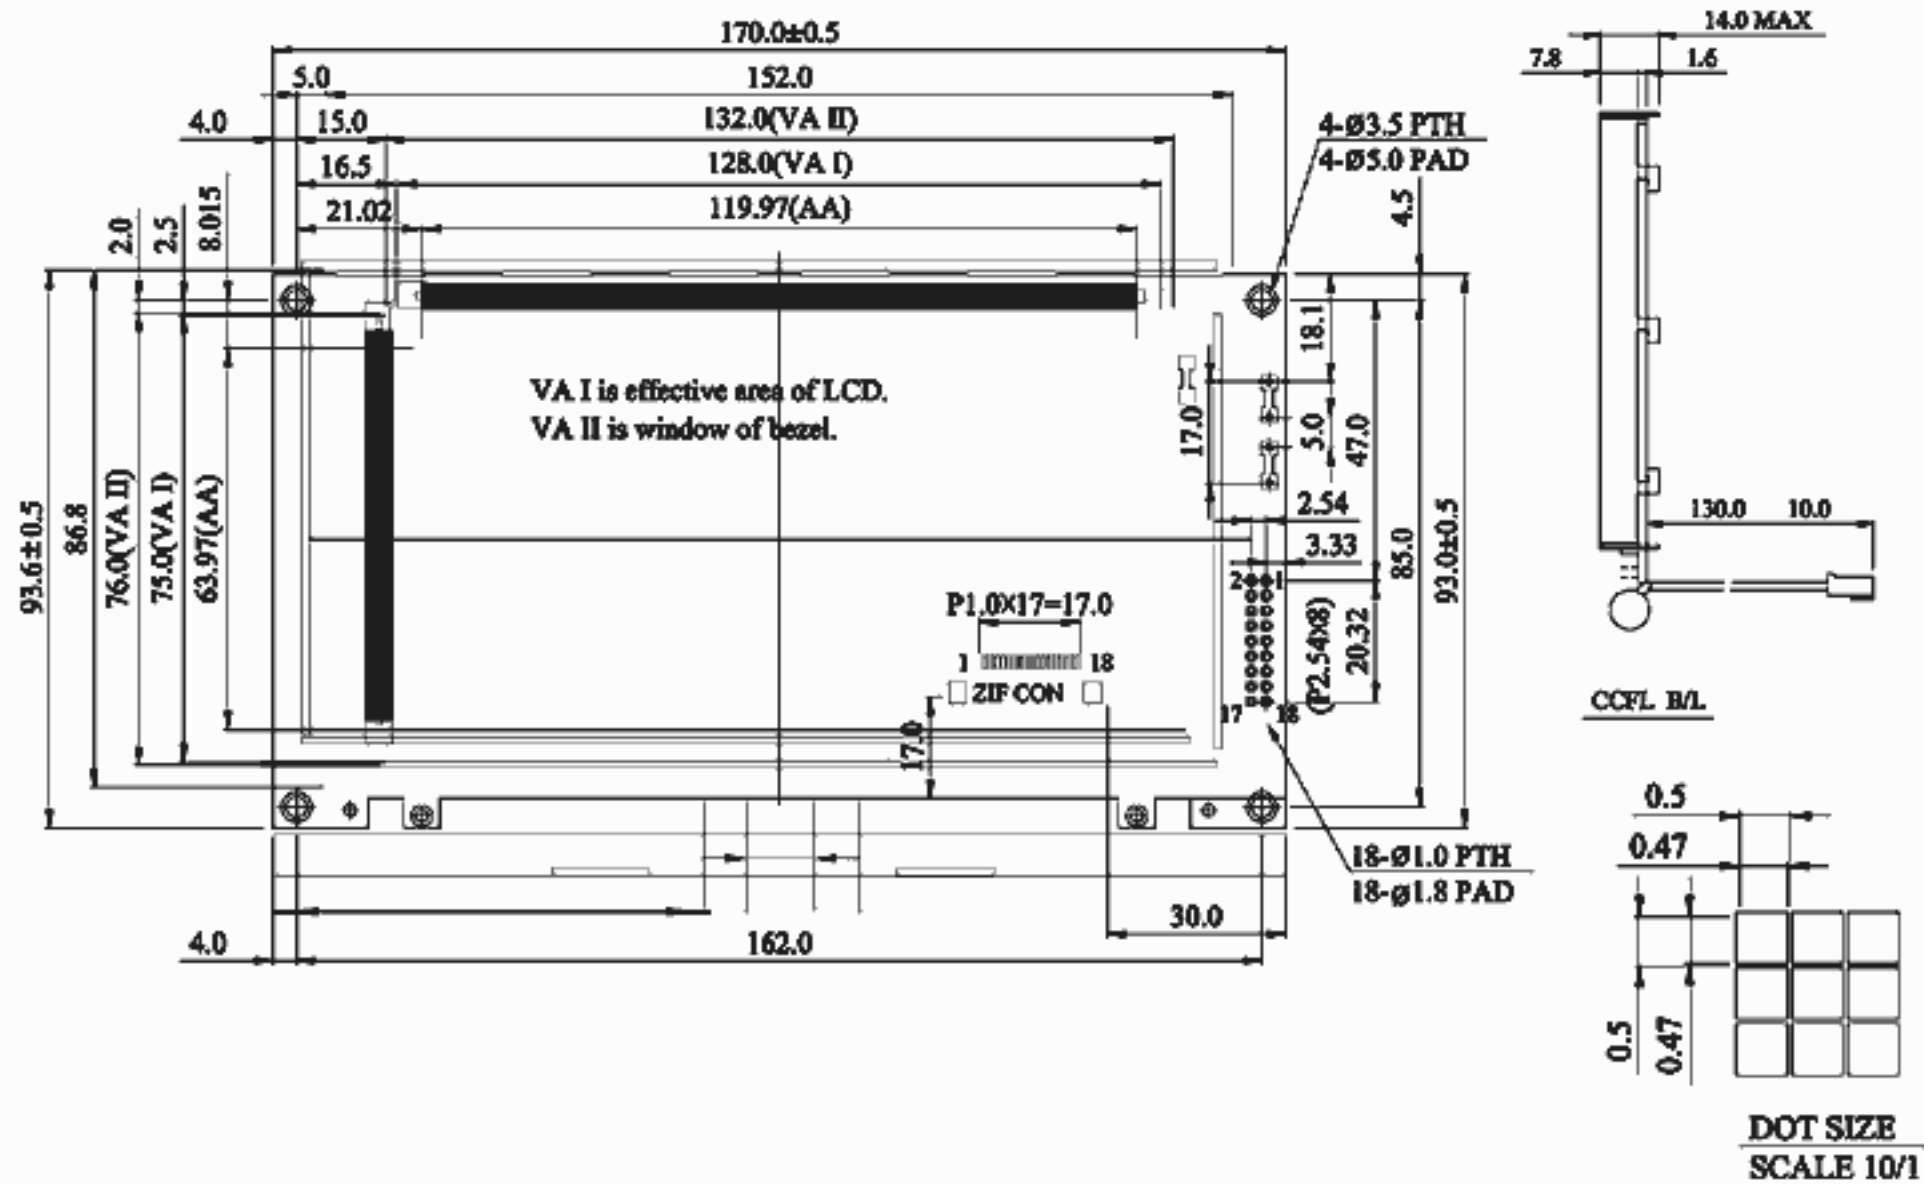 170.0±0.5
14.0 MAX
7.8
1.6
5.0
152.0
4.0
15.0
132.0(VA II)
4-Ø3.5 PTH
4-Ø5.0 PAD
16.5
128.0(VA I)
21.02
119.97(AA)
2.0
2.5
8.015
4.5
18.1
VA I is effective area of LCD.
VA II is window of bezel.
17.0
5.0
47.0
93.6±0.5
86.8
76.0(VA II)
75.0(VA I)
63.97(AA)
2.54
3.33
85.0
93.0±0.5
130.0
10.0
2
1
P1.0X17=17.0
1
18
ZIF CON
(P2.54X8)
20.32
17
18
17.0
CCFL B/L
18-Ø1.0 PTH
18-ø1.8 PAD
30.0
4.0
162.0
0.5
0.47
0.5
0.47
DOT SIZE
SCALE 10/1